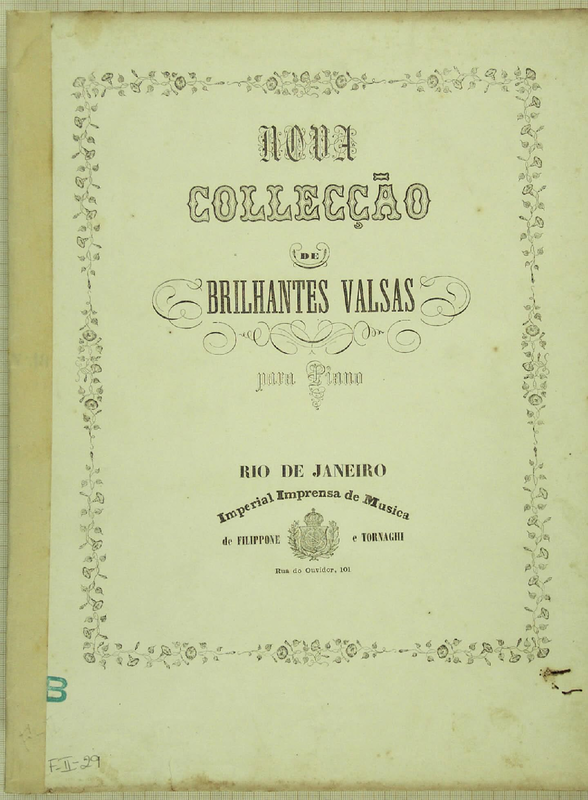 NOVA
COLLECÇÃO
DE
BRILHANTES VALSAS
para Piano
RIO DE JANEIRO
Imperial Imprensa de Musica
de FILIPPONE e TORNAGHI
Rua do Ouvidor, 101
B
F-II-29